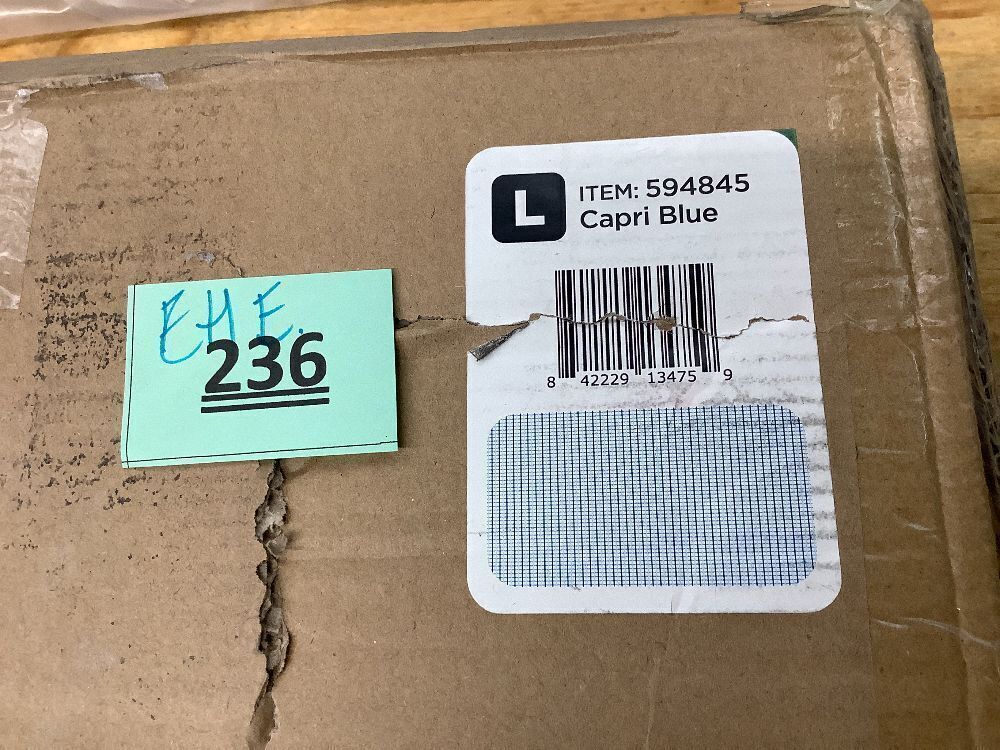 EHE.
236
L
ITEM: 594845
Capri Blue
8 42229 13475 9